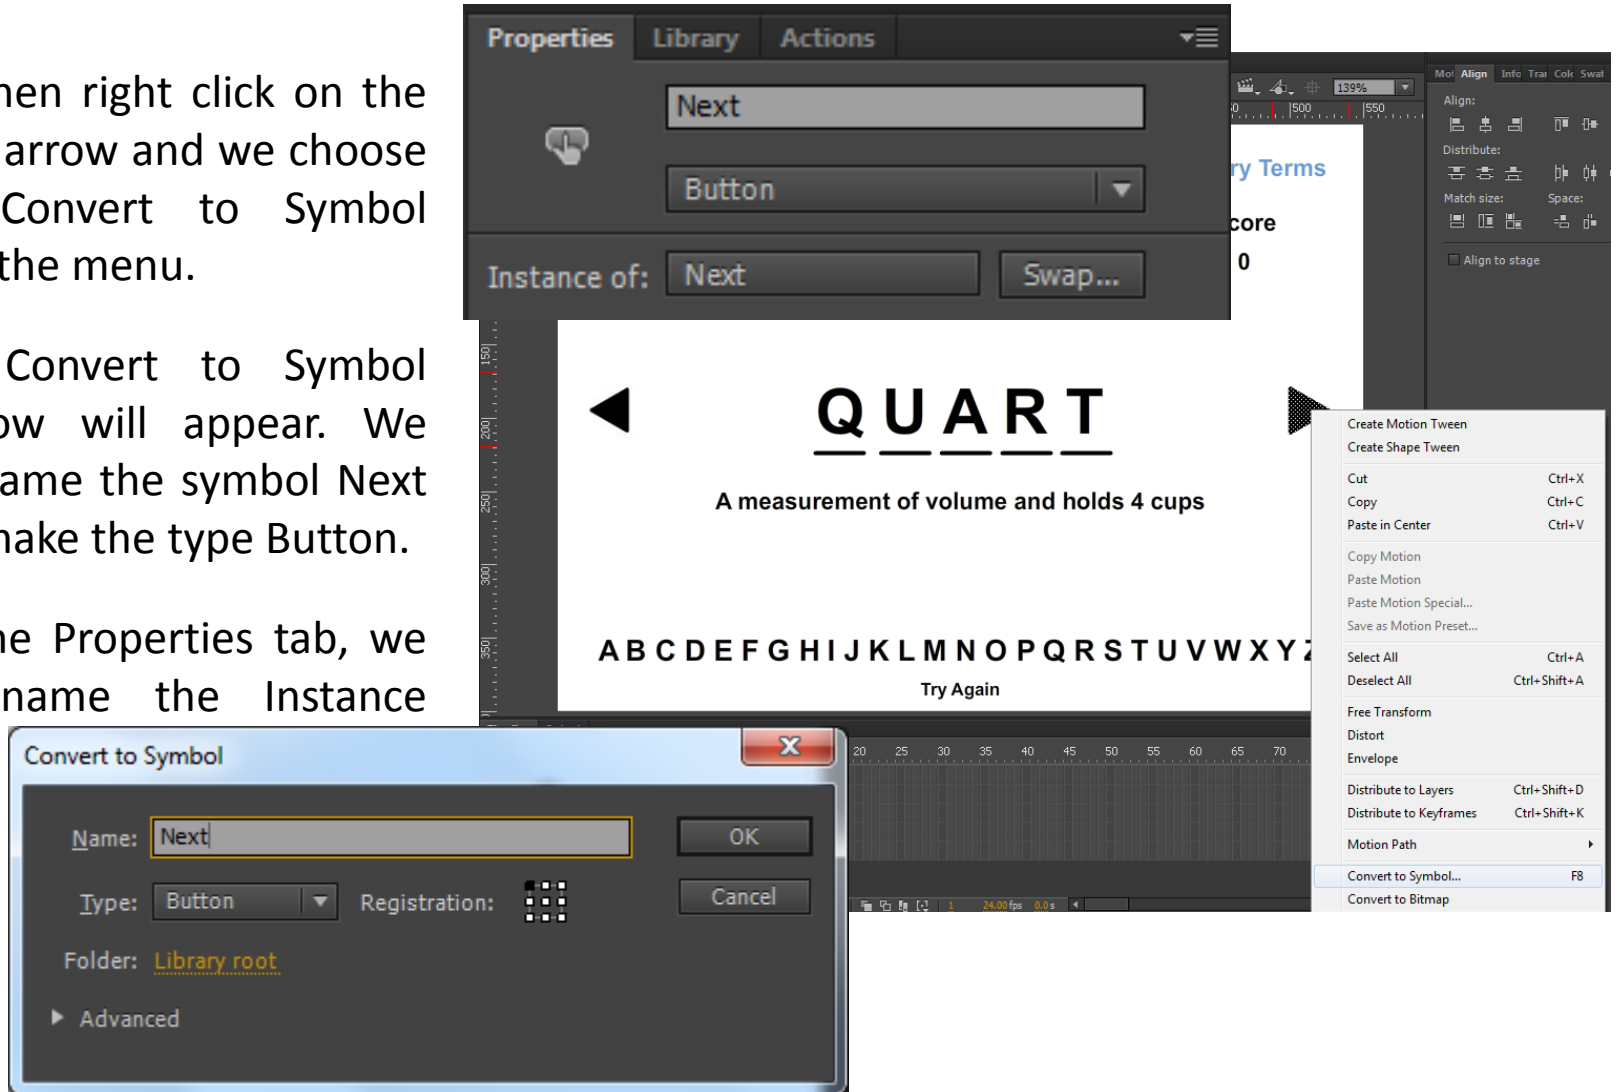 hen right click on the
arrow and we choose
Convert to Symbol
the menu.
Convert to Symbol
ow will appear. We
ame the symbol Next
make the type Button.
he Properties tab, we
name the Instance
Properties Library Actions
Next
Button
Instance of: Next Swap...
139%
500 550
ry Terms
core
0
Align Info
Align:
Distribute:
Match size: Space:
Align to stage
150
200
250
300
350
QUART
A measurement of volume and holds 4 cups
A B C D E F G H I J K L M N O P Q R S T U V W X Y Z
Try Again
Create Motion Tween
Create Shape Tween
Cut Ctrl+X
Copy Ctrl+C
Paste in Center Ctrl+V
Copy Motion
Paste Motion
Paste Motion Special...
Save as Motion Preset...
Select All Ctrl+A
Deselect All Ctrl+Shift+A
Free Transform
Distort
Envelope
Distribute to Layers Ctrl+Shift+D
Distribute to Keyframes Ctrl+Shift+K
Motion Path
Convert to Symbol... F8
Convert to Bitmap
20 25 30 35 40 45 50 55 60 65 70
1 24.00 fps 0.0 s
Convert to Symbol
Name: Next OK
Type: Button Registration: Cancel
Folder: Library root
Advanced